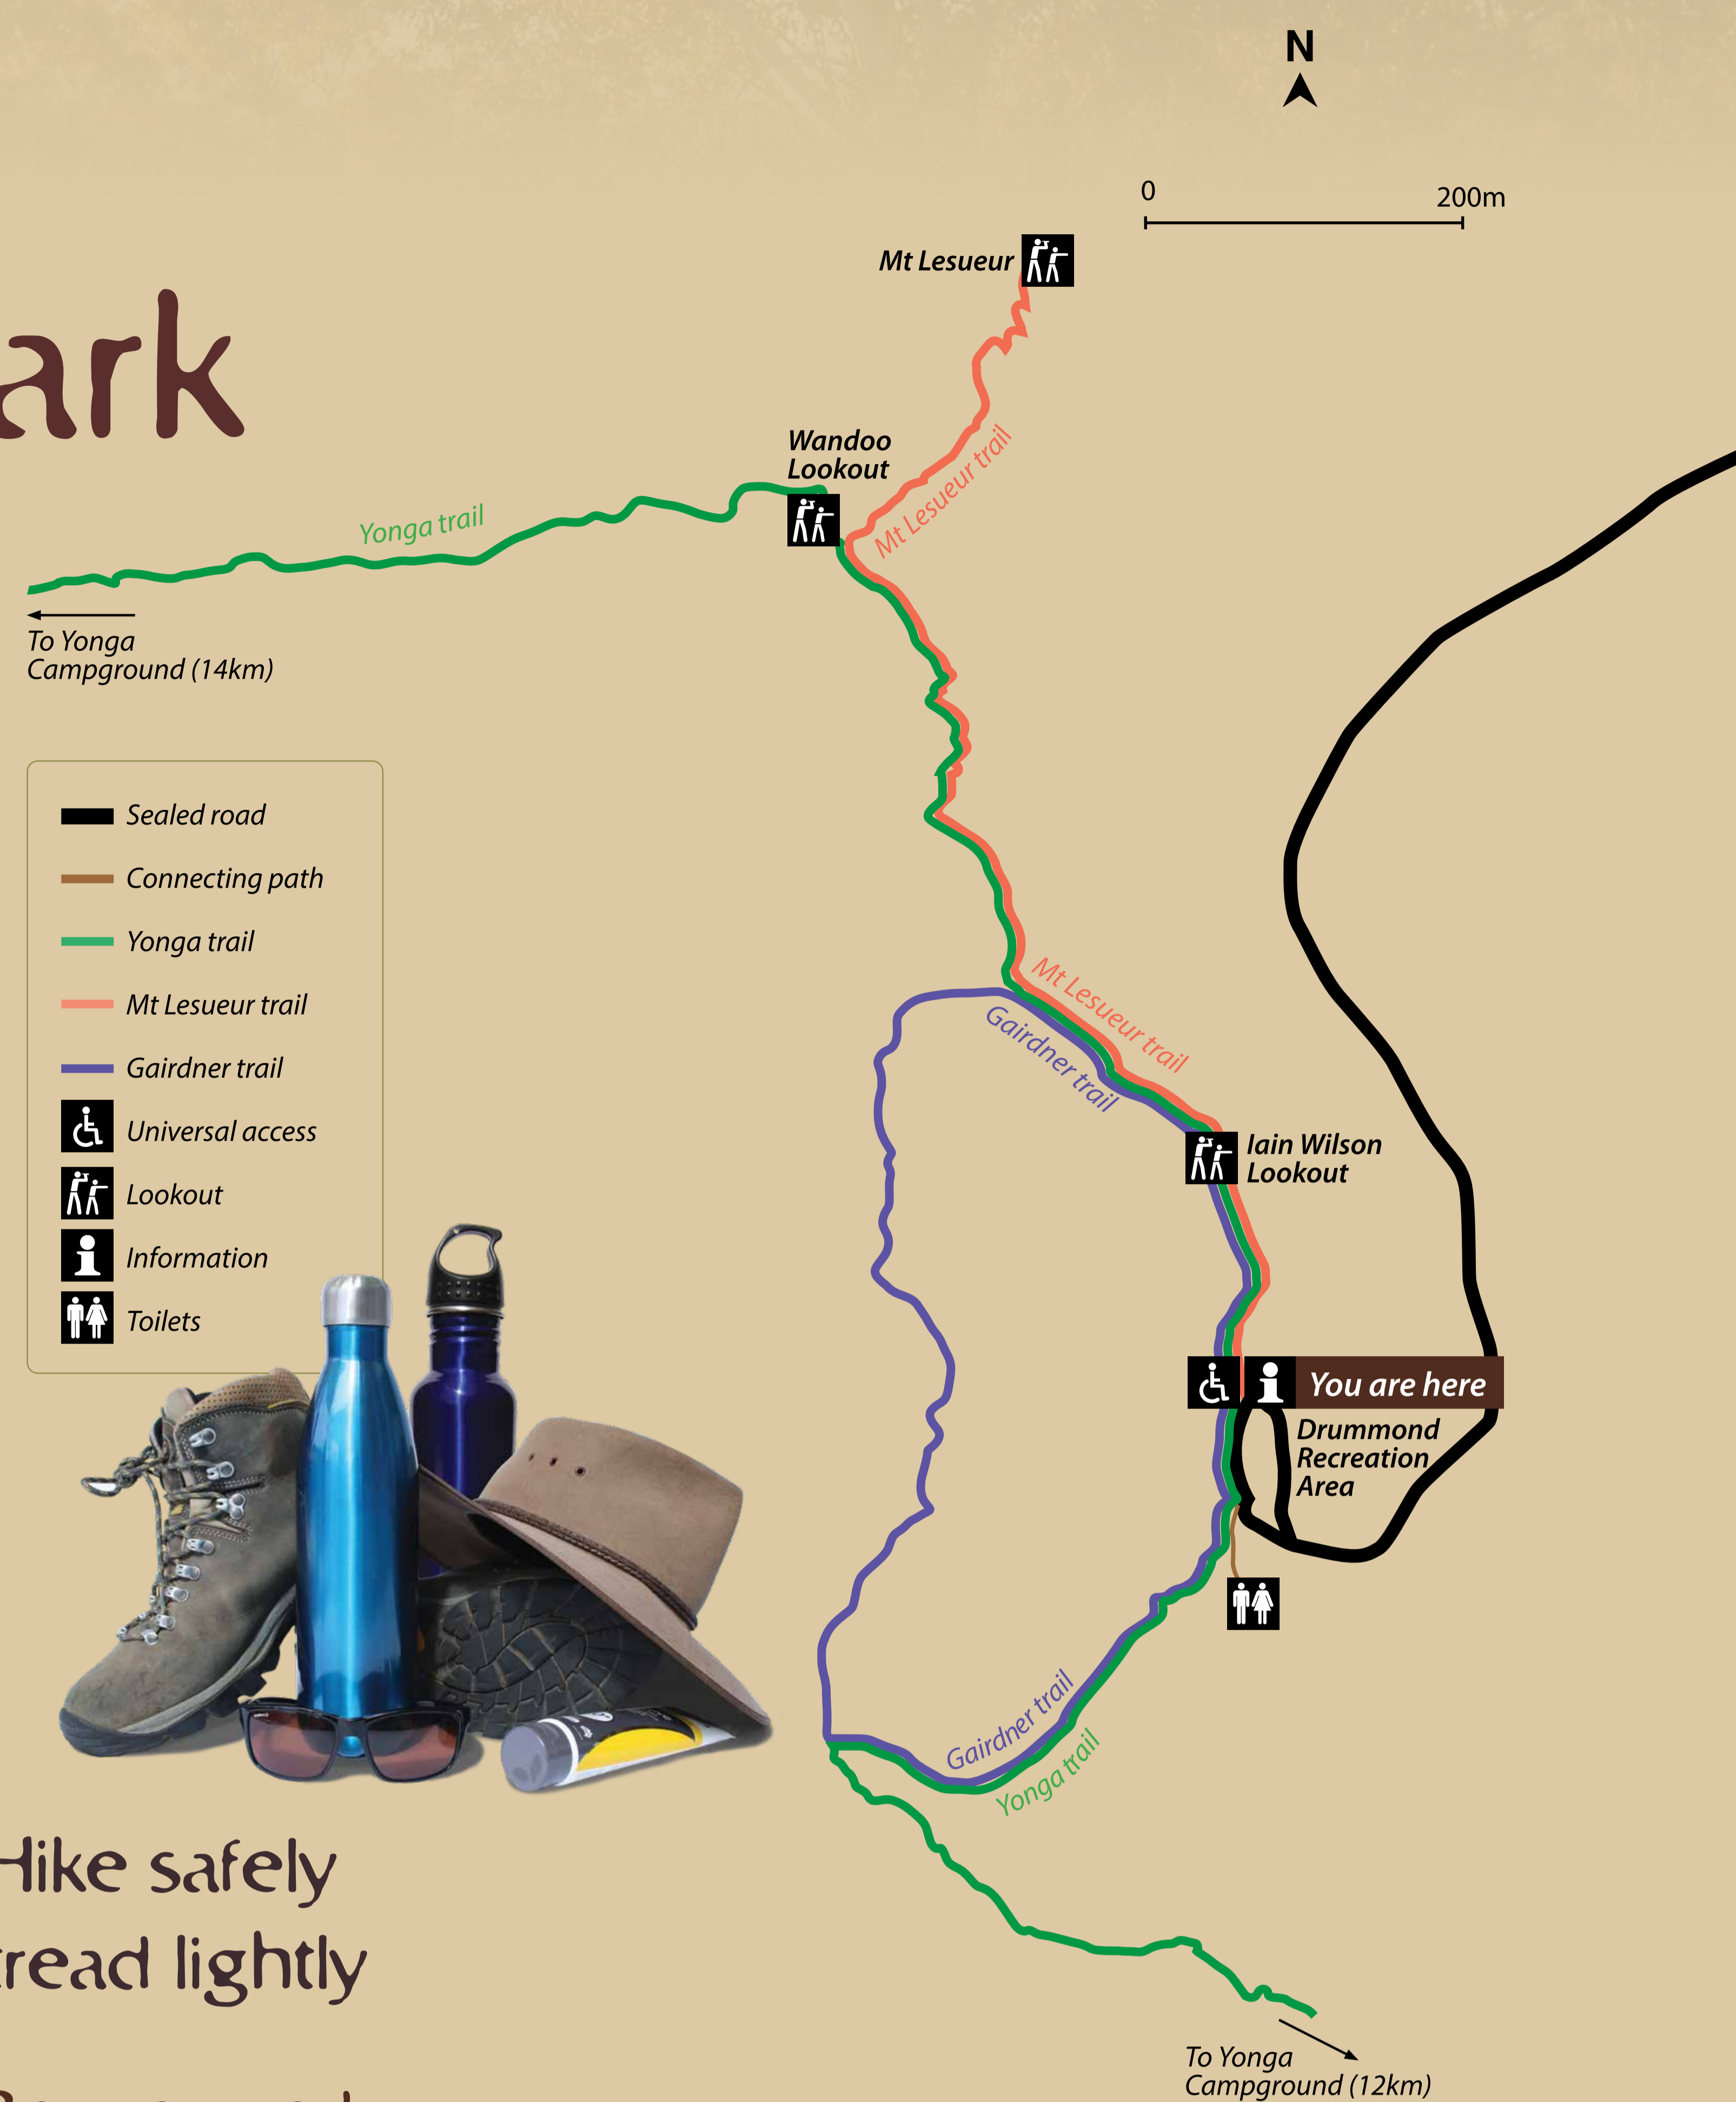 N
0
200m
Mt Lesueur
ark
Mt Lesueur trail
Wandoo
Lookout
Yonga trail
To Yonga
Campground (14km)
Sealed road
Connecting path
Yonga trail
Mt Lesueur trail
Gairdner trail
Universal access
Lookout
Information
Toilets
Mt Lesueur trail
Gairdner trail
Iain Wilson
Lookout
You are here
Drummond
Recreation
Area
Gairdner trail
Yonga trail
Hike safely
tread lightly
To Yonga
Campground (12km)